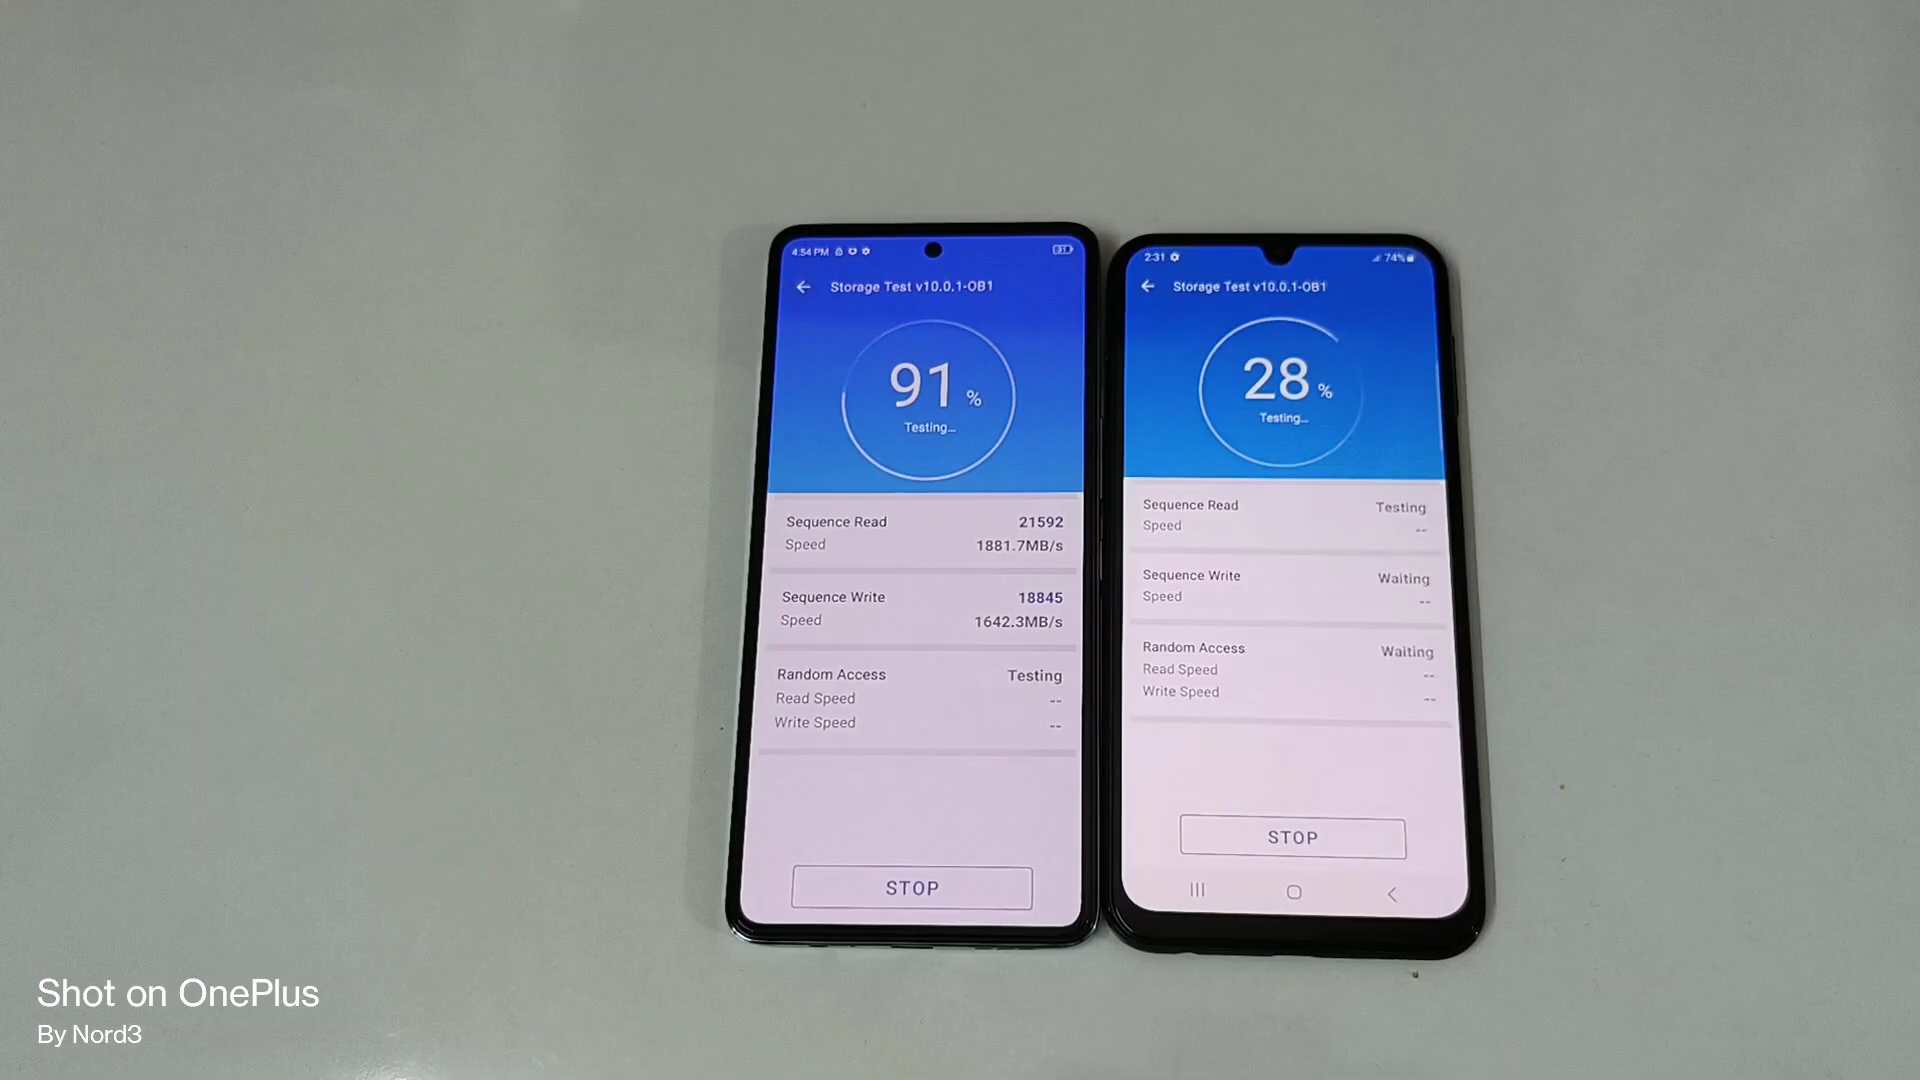 4:54 PM
31
Storage Test v10.0.1-OB1
91 %
Testing...
Sequence Read 21592
Speed 1881.7MB/s
Sequence Write 18845
Speed 1642.3MB/s
Random Access Testing
Read Speed --
Write Speed --
STOP
2:31 74%
Storage Test v10.0.1-OB1
28 %
Testing...
Sequence Read Testing
Speed --
Sequence Write Waiting
Speed --
Random Access Waiting
Read Speed --
Write Speed --
STOP
Shot on OnePlus
By Nord3